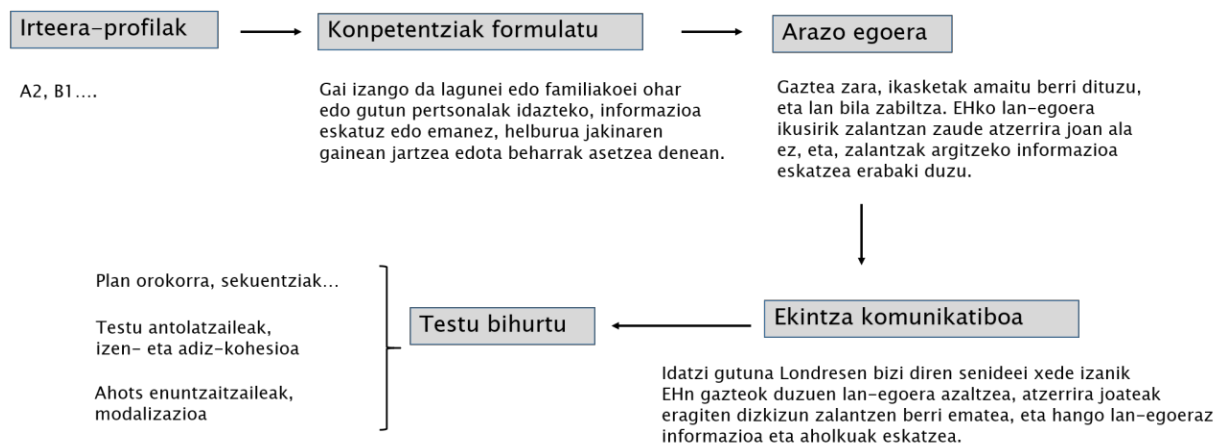 Irteera-profilak
A2, B1....
Konpetentziak formulatu
Gai izango da lagunei edo familiakoei ohar
edo gutun pertsonalak idazteko, informazioa
eskatuz edo emanez, helburua jakinaren
gainean jartzea edota beharrak asetzea denean.
Arazo egoera
Gaztea zara, ikasketak amaitu berri dituzu,
eta lan bila zabiltza. EHko lan-egoera
ikusirik zalantzan zaude atzerrira joan ala
ez, eta, zalantzak argitzeko informazioa
eskatzea erabaki duzu.
Ekintza komunikatiboa
Idatzi gutuna Londresen bizi diren senideei xede izanik
EHn gazteok duzuen lan-egoera azaltzea, atzerrira joateak
eragiten dizkizun zalantzen berri ematea, eta hango lan-egoeraz
informazioa eta aholkuak eskatzea.
Testu bihurtu
Plan orokorra, sekuentziak...
Testu antolatzaileak,
izen- eta adiz-kohesioa
Ahots enuntzaitzaileak,
modalizazioa